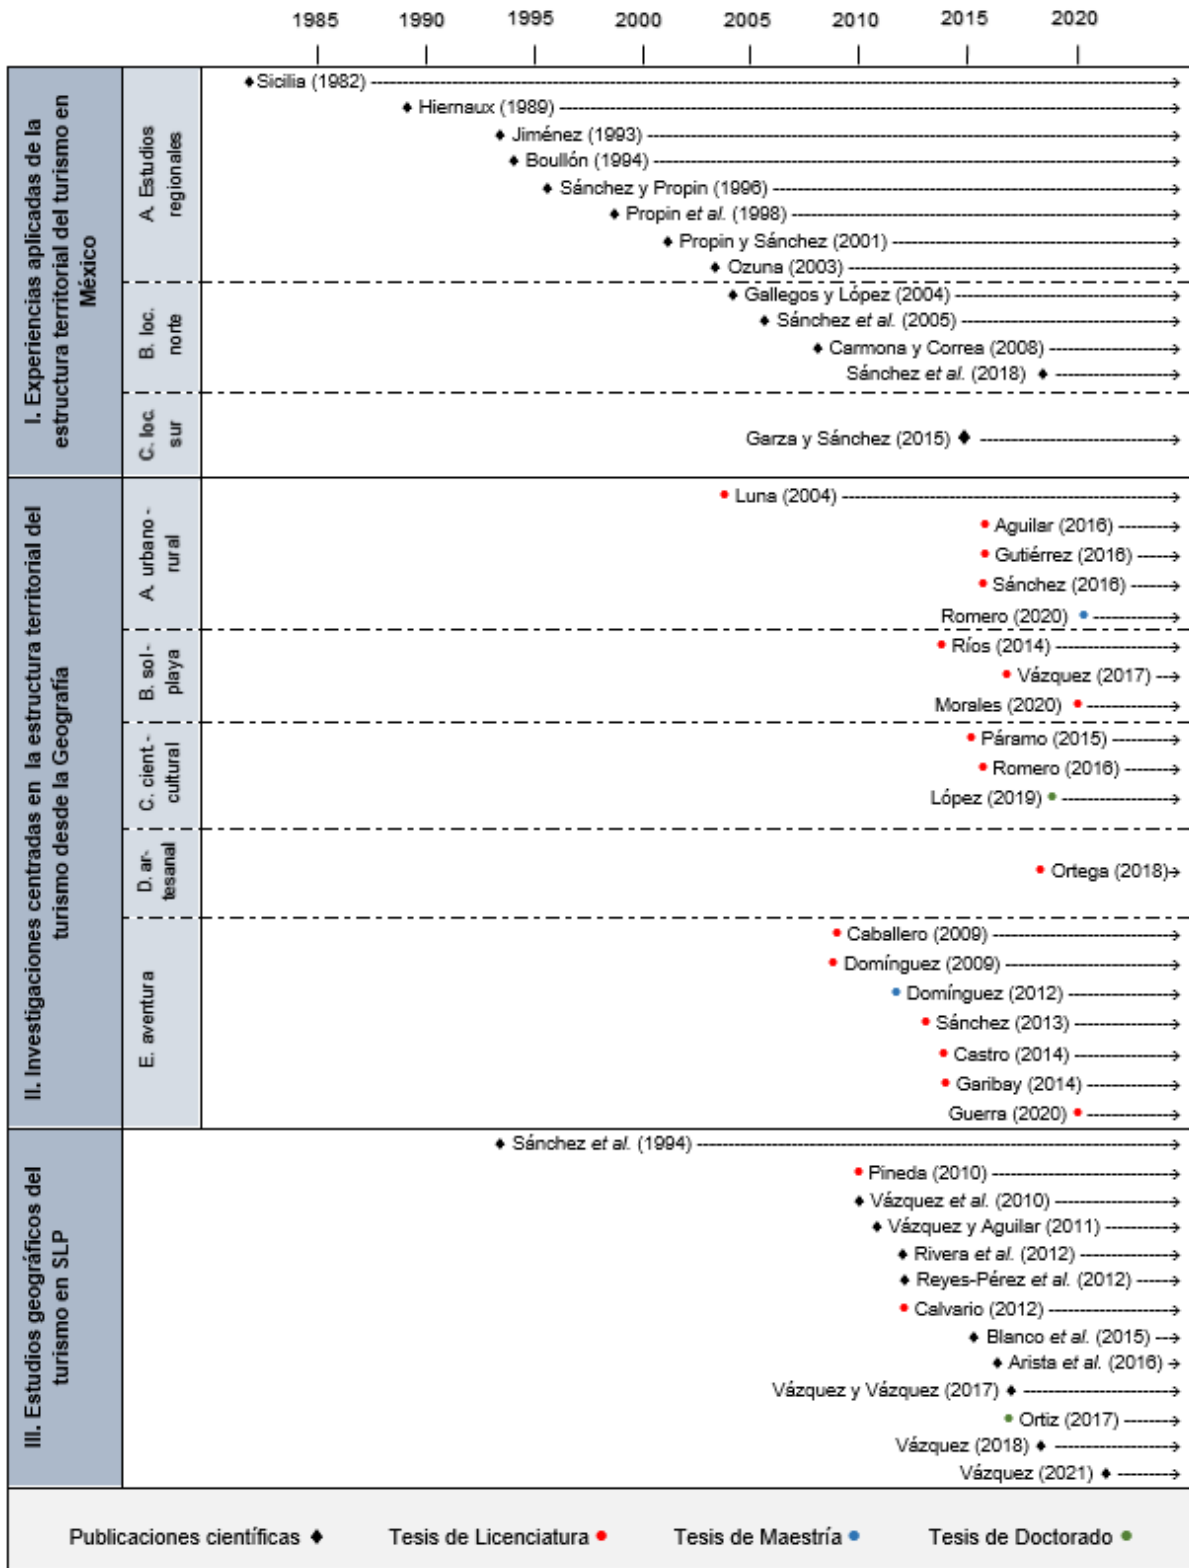 1985 1990 1995 2000 2005 2010 2015 2020
I. Experiencias aplicadas de la
estructura territorial del turismo en
México
A. Estudios
regionales
Sicilia (1982)
Hiernaux (1989)
Jiménez (1993)
Boullón (1994)
Sánchez y Propin (1996)
Propin et al. (1998)
Propin y Sánchez (2001)
Ozuna (2003)
B. loc.
norte
Gallegos y López (2004)
Sánchez et al. (2005)
Carmona y Correa (2008)
Sánchez et al. (2018)
C. loc.
sur
Garza y Sánchez (2015)
II. Investigaciones centradas en la estructura territorial del
turismo desde la Geografía
A. urbano-
rural
Luna (2004)
Aguilar (2016)
Gutiérrez (2016)
Sánchez (2016)
Romero (2020)
B. sol-
playa
Ríos (2014)
Vázquez (2017)
Morales (2020)
C. cient.-
cultural
Páramo (2015)
Romero (2016)
López (2019)
D. ar-
tesanal
Ortega (2018)
E. aventura
Caballero (2009)
Domínguez (2009)
Domínguez (2012)
Sánchez (2013)
Castro (2014)
Garibay (2014)
Guerra (2020)
III. Estudios geográficos del
turismo en SLP
Sánchez et al. (1994)
Pineda (2010)
Vázquez et al. (2010)
Vázquez y Aguilar (2011)
Rivera et al. (2012)
Reyes-Pérez et al. (2012)
Calvario (2012)
Blanco et al. (2015)
Arista et al. (2016)
Vázquez y Vázquez (2017)
Ortiz (2017)
Vázquez (2018)
Vázquez (2021)
Publicaciones científicas Tesis de Licenciatura Tesis de Maestría Tesis de Doctorado